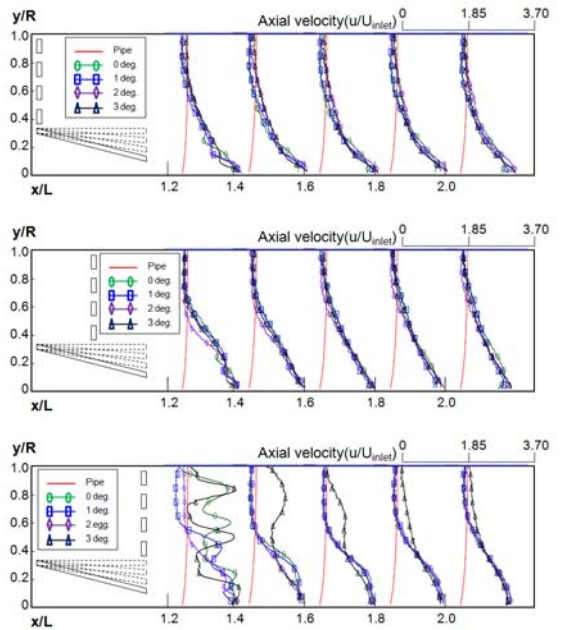 y/R
Axial velocity(u/Uinlet)
0
1.85
3.70
1.0
0.8
0.6
0.4
0.2
0
Pipe
0 deg.
1 deg.
2 deg.
3 deg.
x/L
1.2
1.4
1.6
1.8
2.0
y/R
Axial velocity(u/Uinlet)
0
1.85
3.70
1.0
0.8
0.6
0.4
0.2
0
Pipe
0 deg.
1 deg.
2 deg.
3 deg.
x/L
1.2
1.4
1.6
1.8
2.0
y/R
Axial velocity(u/Uinlet)
0
1.85
3.70
1.0
0.8
0.6
0.4
0.2
0
Pipe
0 deg.
1 deg.
2 egg.
3 deg.
x/L
1.2
1.4
1.6
1.8
2.0